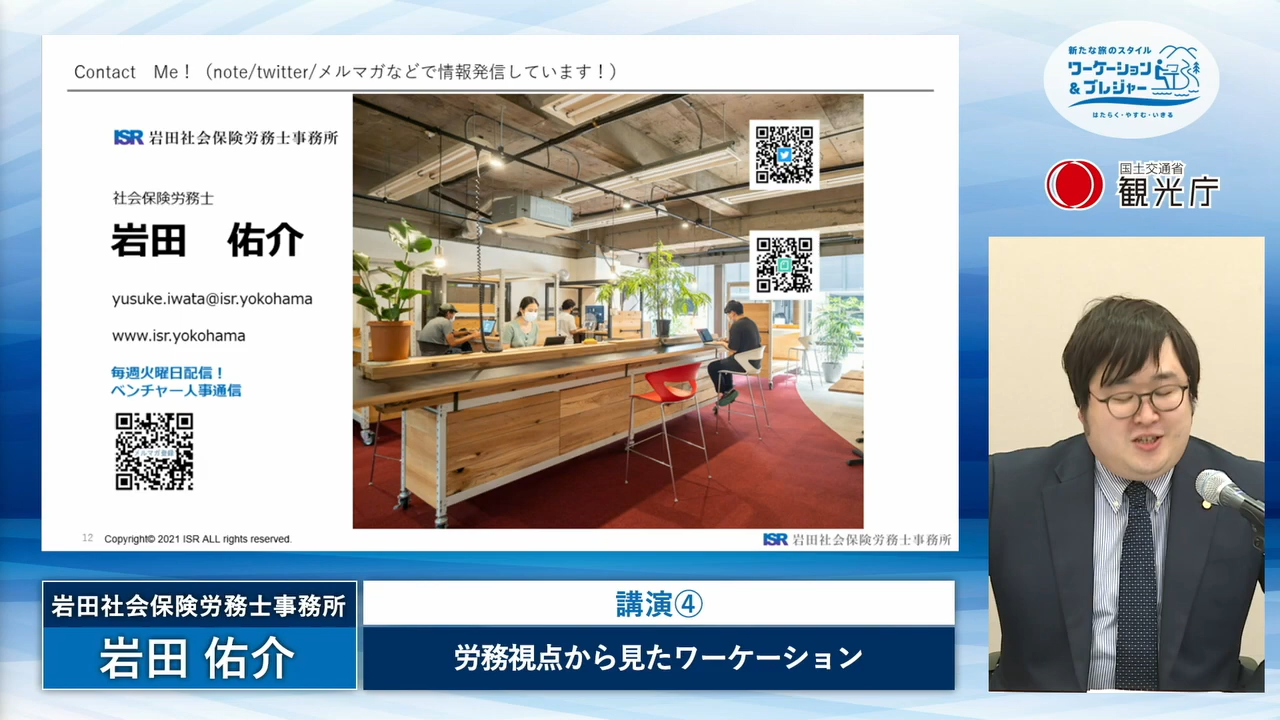 Contact　Me！（note/twitter/メルマガなどで情報発信しています！）
ISR 岩田社会保険労務士事務所
社会保険労務士
岩田　佑介
yusuke.iwata@isr.yokohama
www.isr.yokohama
毎週火曜日配信！
ベンチャー人事通信
メルマガ登録
12 Copyright© 2021 ISR ALL rights reserved.
ISR 岩田社会保険労務士事務所
新たな旅のスタイル
ワーケーション
&ブレジャー
はたらく・やすむ・いきる
国土交通省
観光庁
岩田社会保険労務士事務所
岩田 佑介
講演④
労務視点から見たワーケーション